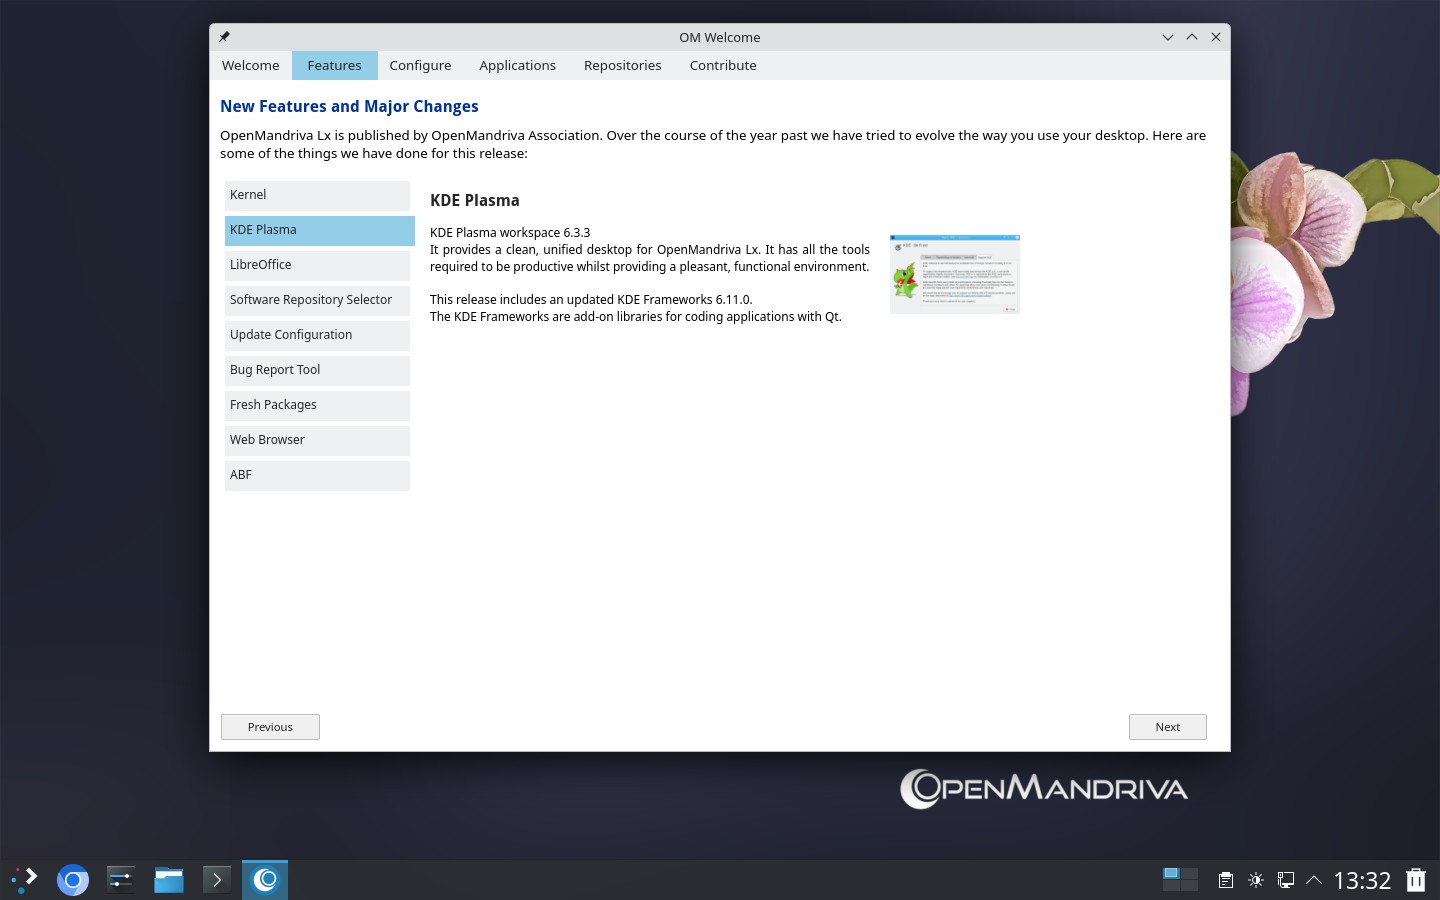 OM Welcome
Welcome
Features
Configure
Applications
Repositories
Contribute
New Features and Major Changes
OpenMandriva Lx is published by OpenMandriva Association. Over the course of the year past we have tried to evolve the way you use your desktop. Here are
some of the things we have done for this release:
Kernel
KDE Plasma
LibreOffice
Software Repository Selector
Update Configuration
Bug Report Tool
Fresh Packages
Web Browser
ABF
KDE Plasma
KDE Plasma workspace 6.3.3
It provides a clean, unified desktop for OpenMandriva Lx. It has all the tools
required to be productive whilst providing a pleasant, functional environment.
This release includes an updated KDE Frameworks 6.11.0.
The KDE Frameworks are add-on libraries for coding applications with Qt.
Previous
Next
OpenMandriva
13:32